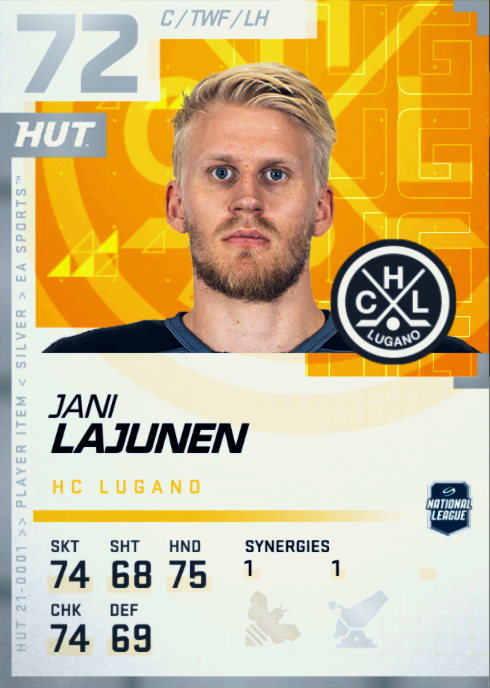 72
C / TWF / LH
HUT™
HUT 21-0001 >> PLAYER ITEM < SILVER > EA SPORTS™
H
C L
LUGANO
JANI
LAJUNEN
HC LUGANO
NATIONAL
LEAGUE
SKT SHT HND SYNERGIES
74 68 75 1 1
CHK DEF
74 69